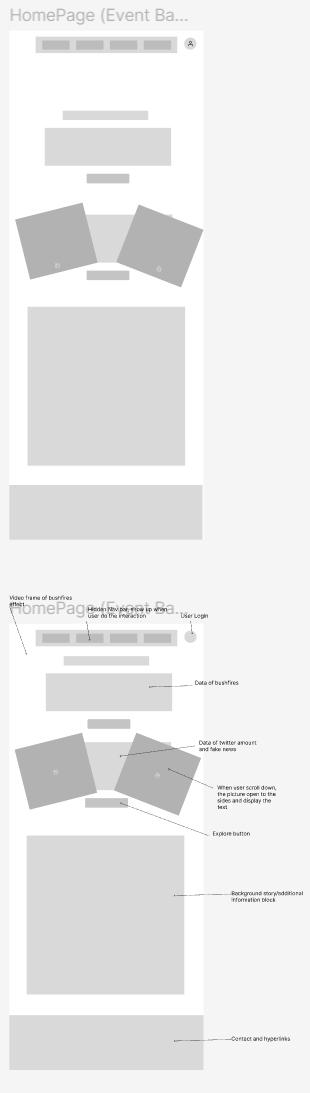 HomePage (Event Ba...
Video frame of bushfires
effect
HomePage (Event Ba...
Hidden Navi bar, show up when
user do the interaction
User Login
Data of bushfires
Data of twitter amount
and fake news
When user scroll down,
the picture open to the
sides and display the
text
Explore button
Background story/additional
information block
Contact and hyperlinks